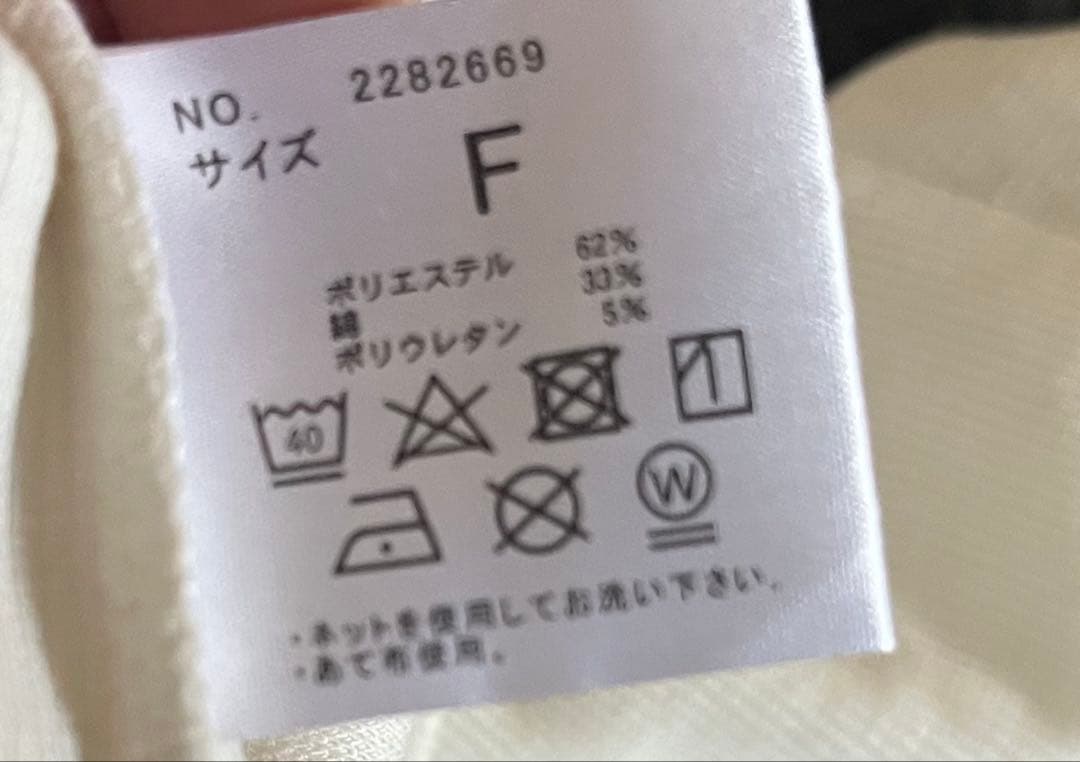 NO. 2282669
サイズ F
ポリエステル 62%
綿 33%
ポリウレタン 5%
40
W
・ネットを使用してお洗い下さい。
・あて布使用。